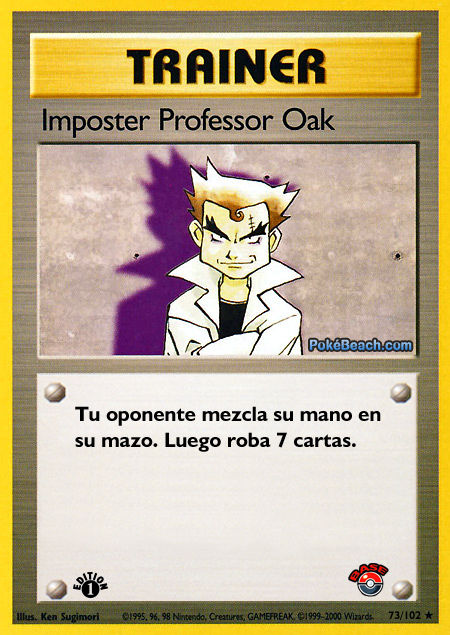 TRAINER
Imposter Professor Oak
PokéBeach.com
Tu oponente mezcla su mano en
su mazo. Luego roba 7 cartas.
EDITION
1
BASE
Illus. Ken Sugimori ©1995, 96, 98 Nintendo, Creatures, GAMEFREAK. ©1999-2000 Wizards. 73/102 ★